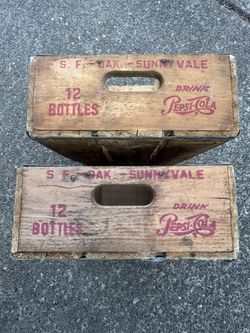 S. F. - OAK. - SUNNYVALE
12
BOTTLES
DRINK
Pepsi-Cola
S. F. - OAK. - SUNNYVALE
12
BOTTLES
DRINK
Pepsi-Cola